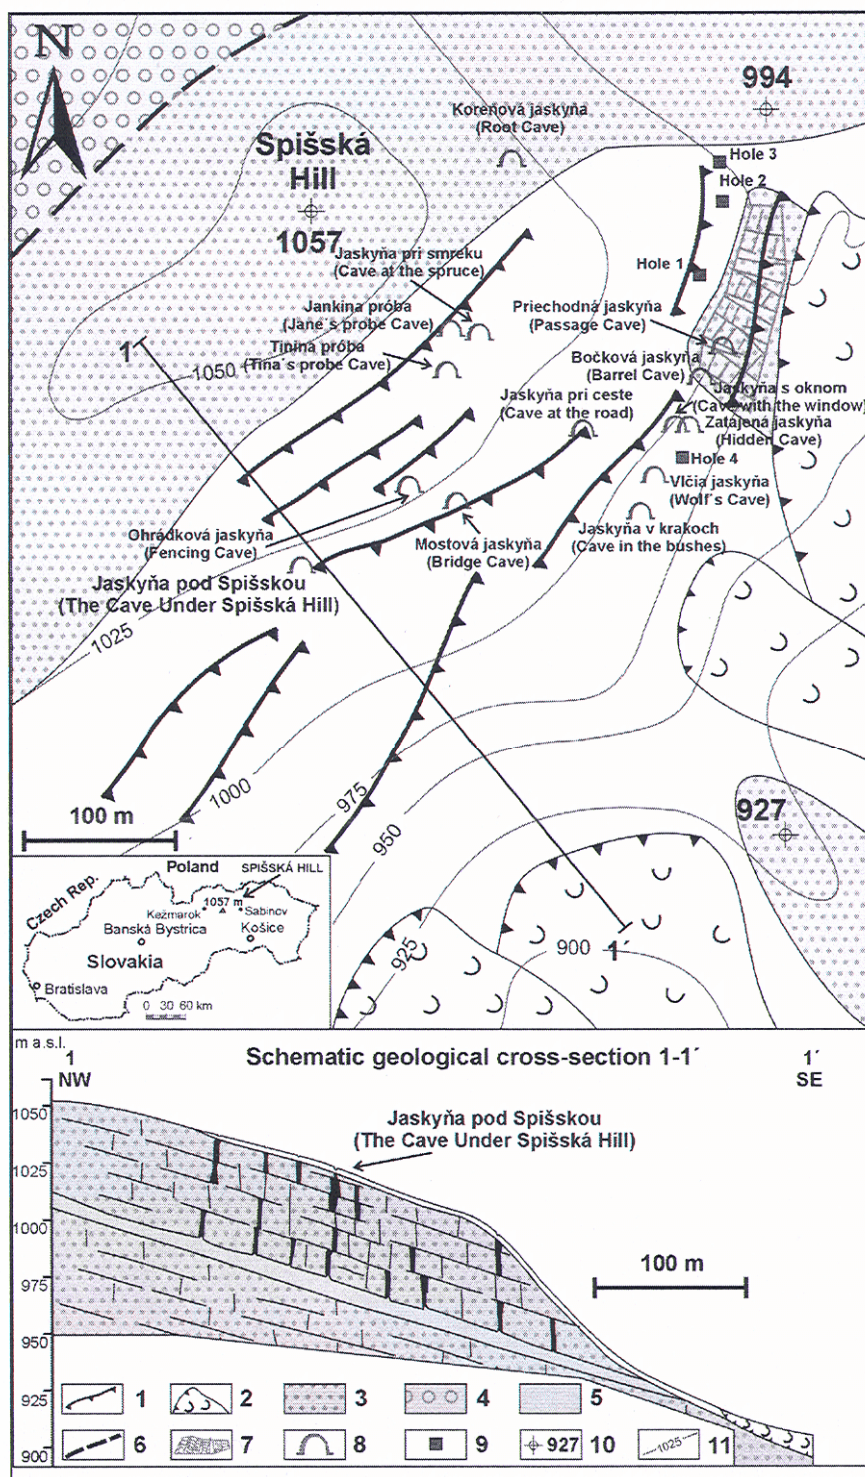 N
994
Koreňová jaskyňa
(Root Cave)
Hole 3
Spišská
Hill
1057
Hole 2
Jaskyňa pri smreku
(Cave at the spruce)
Hole 1
Jankina próba
(Jane´s probe Cave)
Priechodná jaskyňa
(Passage Cave)
Tinina próba
(Tina´s probe Cave)
1
1050
Bočková jaskyňa
(Barrel Cave)
Jaskyňa pri ceste
(Cave at the road)
Jaskyňa s oknom
(Cave with the window)
Zatajená jaskyňa
(Hidden Cave)
Hole 4
Vlčia jaskyňa
(Wolf´s Cave)
Ohrádková jaskyňa
(Fencing Cave)
Mostová jaskyňa
(Bridge Cave)
Jaskyňa v krakoch
(Cave in the bushes)
Jaskyňa pod Spišskou
(The Cave Under Spišská Hill)
1025
1000
975
950
927
100 m
925
900
1´
Poland
SPIŠSKÁ HILL
Czech Rep.
1057 m
Kežmarok
Sabinov
Banská Bystrica
Košice
Slovakia
Bratislava
0 30 60 km
m a.s.l.
1
NW
Schematic geological cross-section 1-1´
1´
SE
Jaskyňa pod Spišskou
(The Cave Under Spišská Hill)
1050
1025
1000
975
950
925
900
100 m
1
2
3
4
5
6
7
8
9
927
10
1025
11